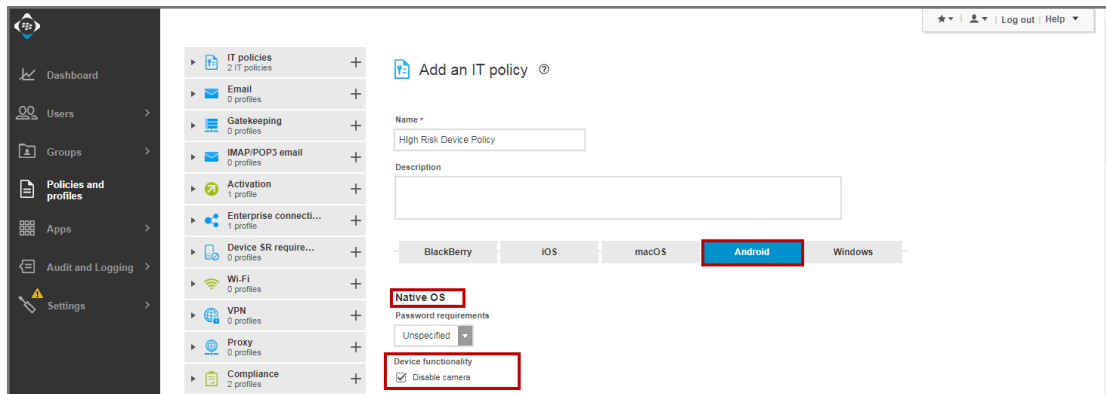 Log out | Help
Dashboard
Users
Groups
Policies and
profiles
Apps
Audit and Logging
Settings
IT policies
2 IT policies
Email
0 profiles
Gatekeeping
0 profiles
IMAP/POP3 email
0 profiles
Activation
1 profile
Enterprise connecti...
1 profile
Device SR require...
0 profiles
Wi-Fi
0 profiles
VPN
0 profiles
Proxy
0 profiles
Compliance
2 profiles
Add an IT policy
Name *
HIgh Risk Device Policy
Description
BlackBerry iOS macOS Android Windows
Native OS
Password requirements
Unspecified
Device functionality
Disable camera